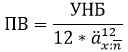 ПВ = УНБ / (12 * ä^{12}_{x:n̅|})